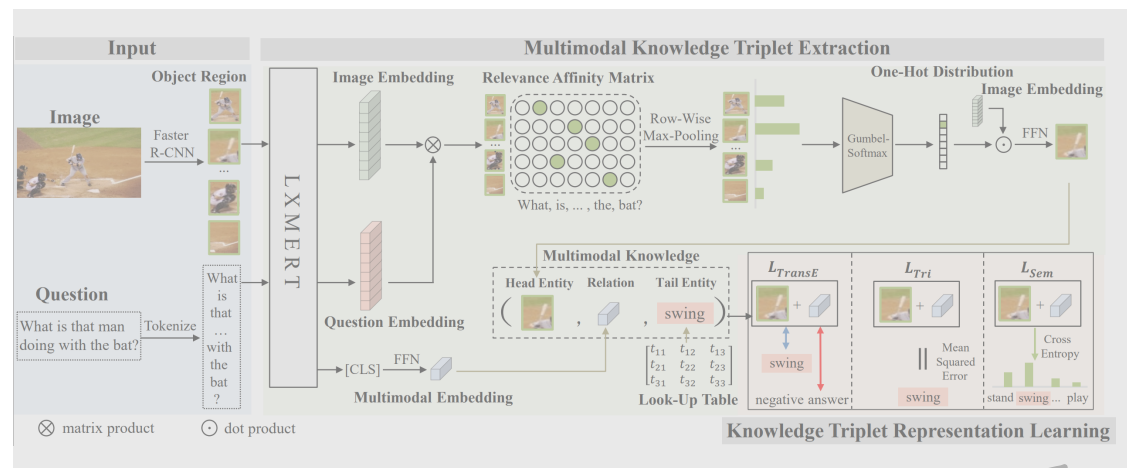 Input
Multimodal Knowledge Triplet Extraction
Object Region
Image
Faster
R-CNN
...
Question
What is that man
doing with the bat?
Tokenize
What
is
that
...
with
the
bat
?
LXMERT
Image Embedding
Question Embedding
[CLS]
FFN
Multimodal Embedding
Relevance Affinity Matrix
...
What, is, ... , the, bat?
Row-Wise
Max-Pooling
...
Gumbel-
Softmax
One-Hot Distribution
Image Embedding
FFN
Multimodal Knowledge
Head Entity
Relation
Tail Entity
( , , swing )
t11 t12 t13
t21 t22 t23
t31 t32 t33
Look-Up Table
LTransE
+
swing
negative answer
LTri
+
Mean
Squared
Error
swing
LSem
+
Cross
Entropy
stand swing ... play
Knowledge Triplet Representation Learning
matrix product
dot product